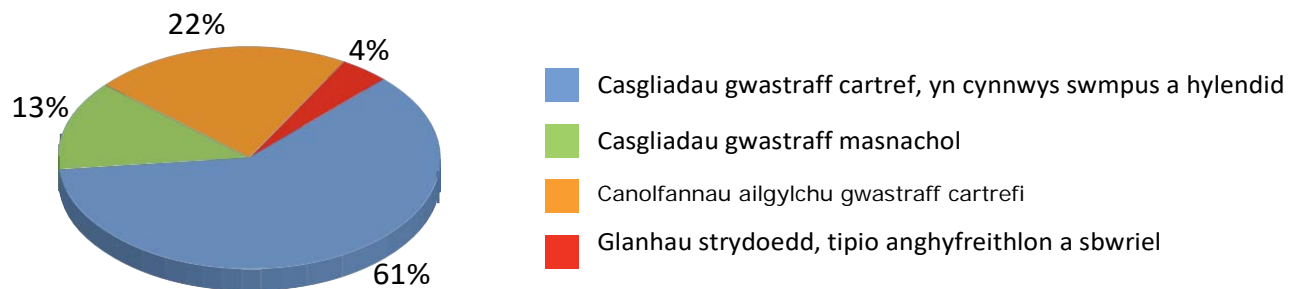 22%
4%
13%
61%
Casgliadau gwastraff cartref, yn cynnwys swmpus a hylendid
Casgliadau gwastraff masnachol
Canolfannau ailgylchu gwastraff cartrefi
Glanhau strydoedd, tipio anghyfreithlon a sbwriel